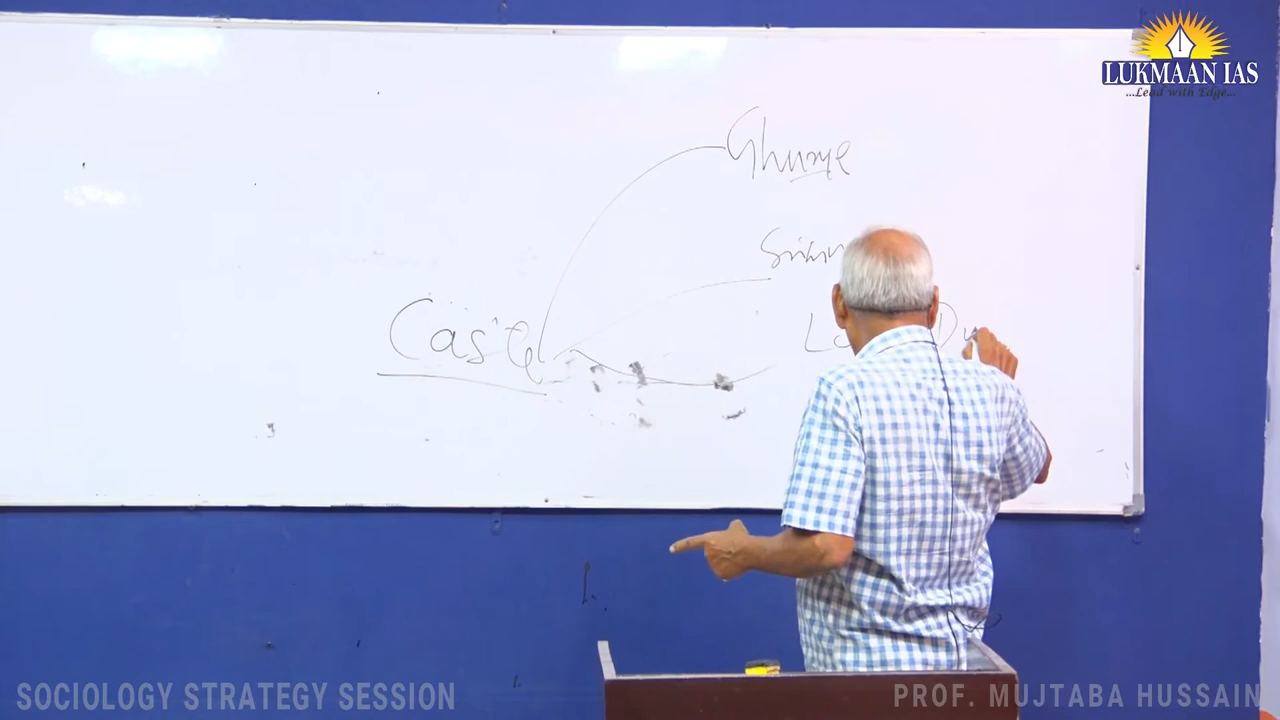 LUKMAAN IAS
...Lead with Edge...
Ghurye
Caste
SOCIOLOGY STRATEGY SESSION
PROF. MUJTABA HUSSAIN